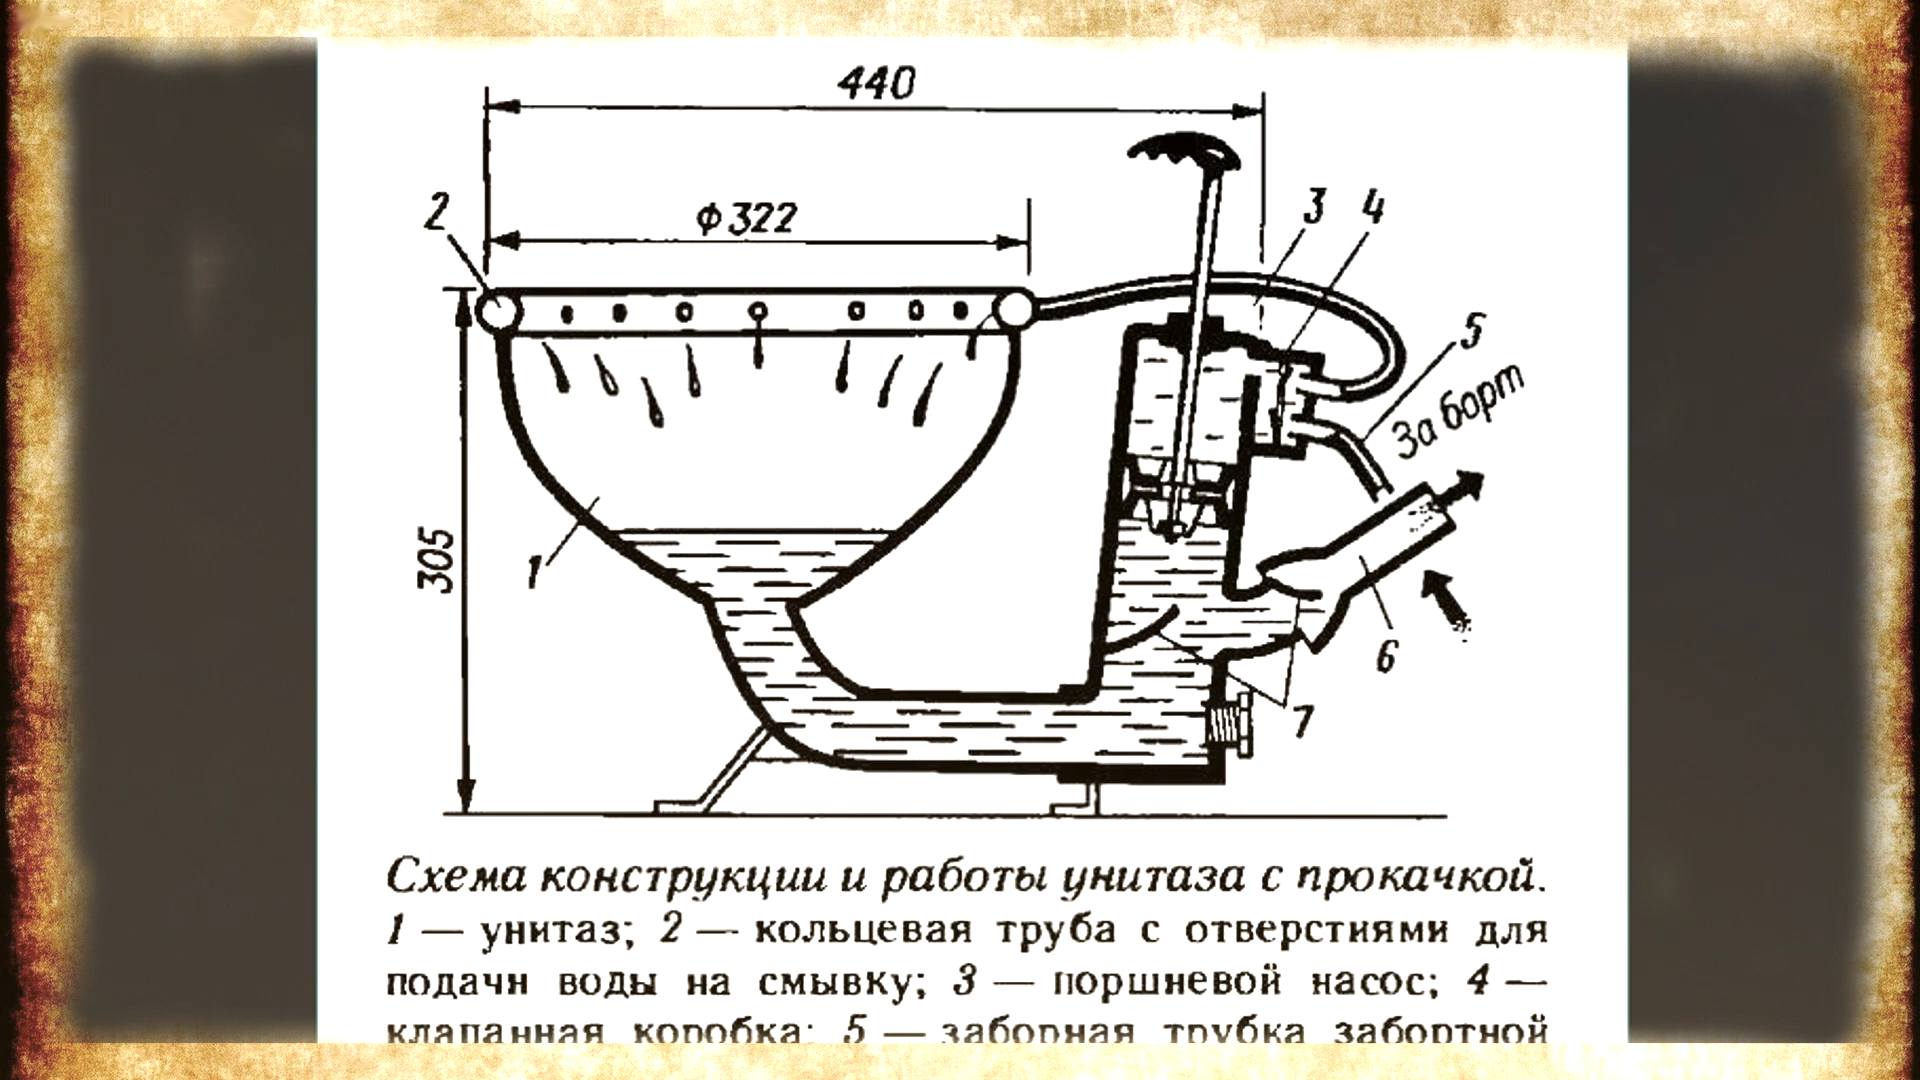 440
ф322
2
3
4
5
За борт
305
1
6
7
Схема конструкции и работы унитаза с прокачкой.
1 — унитаз; 2 — кольцевая труба с отверстиями для
подачи воды на смывку; 3 — поршневой насос; 4 —
клапанная коробка; 5 — заборная трубка забортной